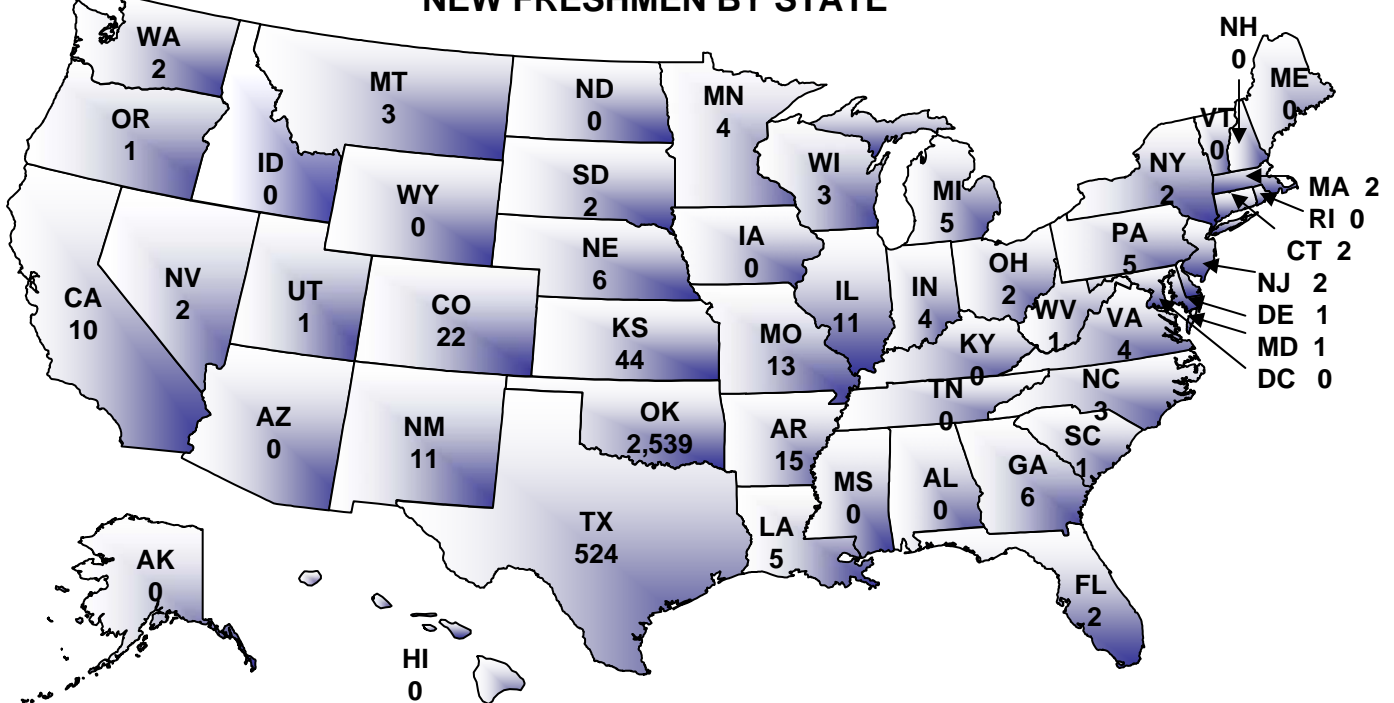 NEW FRESHMEN BY STATE
WA
2
OR
1
ID
0
MT
3
ND
0
MN
4
WY
0
SD
2
WI
3
MI
5
NY
2
VT
0
NH
0
ME
0
MA 2
RI 0
CT 2
NJ 2
DE 1
MD 1
DC 0
CA
10
NV
2
UT
1
CO
22
NE
6
KS
44
IA
0
MO
13
IL
11
IN
4
OH
2
PA
5
WV
1
VA
4
KY
0
TN
0
NC
3
SC
1
AZ
0
NM
11
OK
2,539
AR
15
TX
524
LA
5
MS
0
AL
0
GA
6
FL
2
AK
0
HI
0